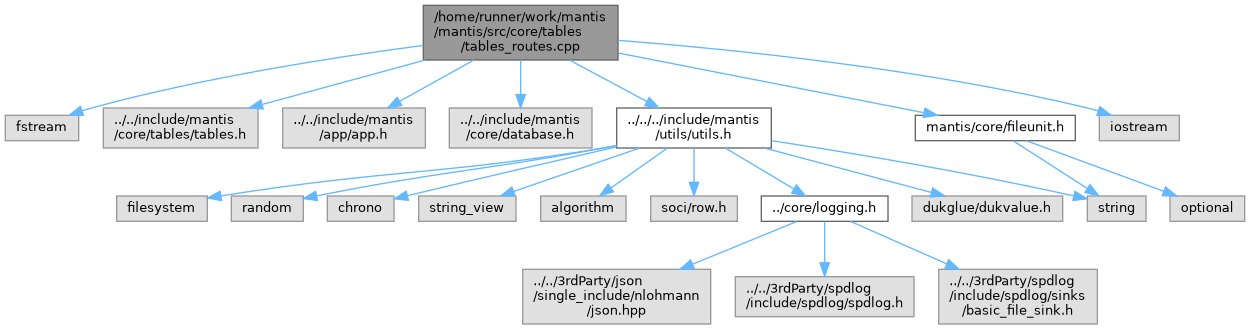 /home/runner/work/mantis
/mantis/src/core/tables
/tables_routes.cpp
fstream
../../include/mantis
/core/tables/tables.h
../../include/mantis
/app/app.h
../../include/mantis
/core/database.h
../../../include/mantis
/utils/utils.h
mantis/core/fileunit.h
iostream
filesystem
random
chrono
string_view
algorithm
soci/row.h
../core/logging.h
dukglue/dukvalue.h
string
optional
../../3rdParty/json
/single_include/nlohmann
/json.hpp
../../3rdParty/spdlog
/include/spdlog/spdlog.h
../../3rdParty/spdlog
/include/spdlog/sinks
/basic_file_sink.h